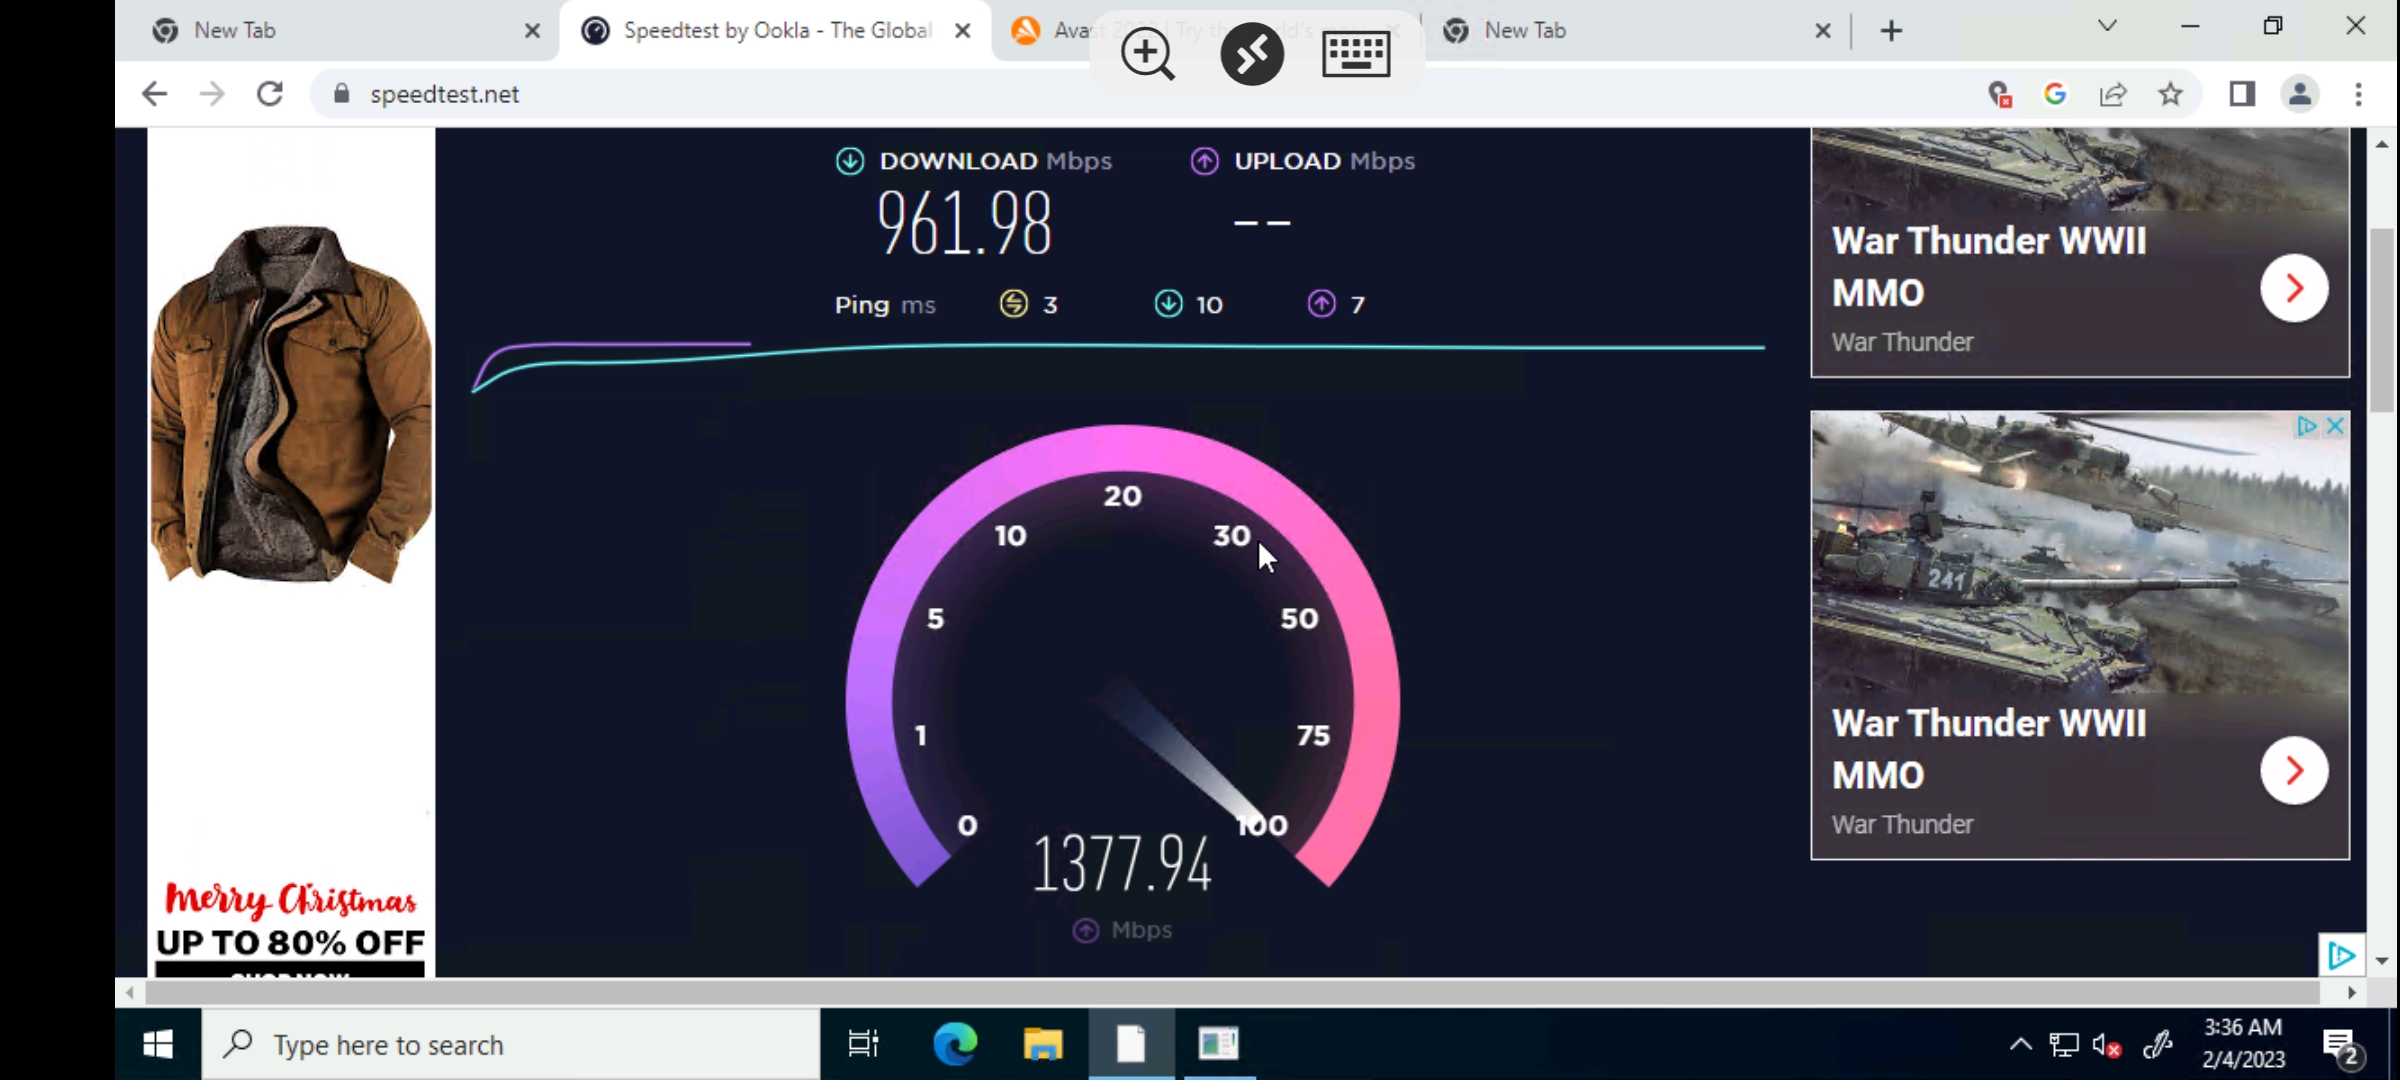 New Tab
Speedtest by Ookla - The Global
Avast
New Tab
speedtest.net
DOWNLOAD Mbps
UPLOAD Mbps
961.98
--
Ping ms 3 10 7
0
1
5
10
20
30
50
75
100
1377.94
Mbps
Merry Christmas
UP TO 80% OFF
SHOP NOW
War Thunder WWII
MMO
War Thunder
241
War Thunder WWII
MMO
War Thunder
Type here to search
3:36 AM
2/4/2023
2